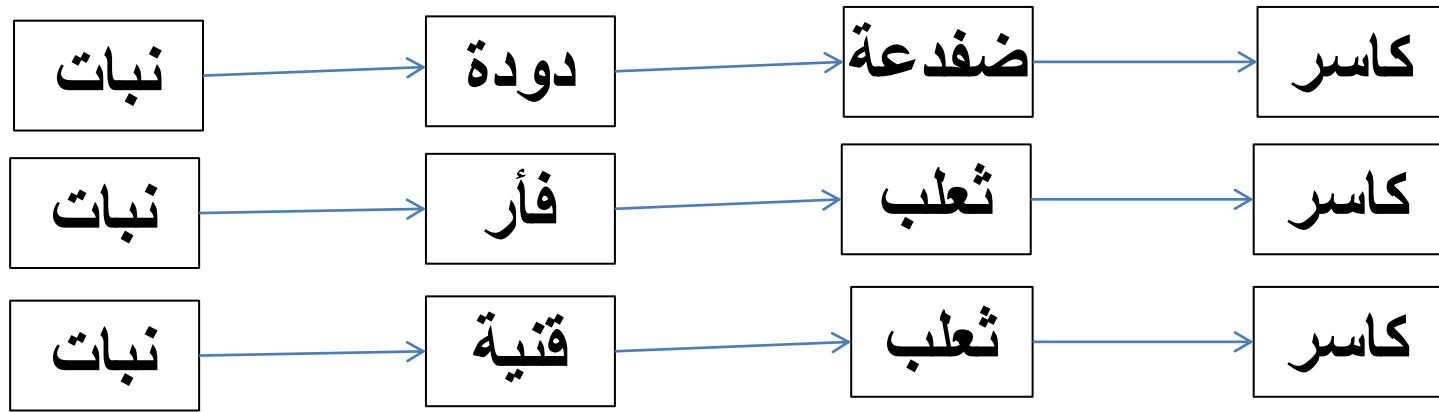 نبات دودة ضفدعة كاسر
نبات فأر ثعلب كاسر
نبات قنية ثعلب كاسر